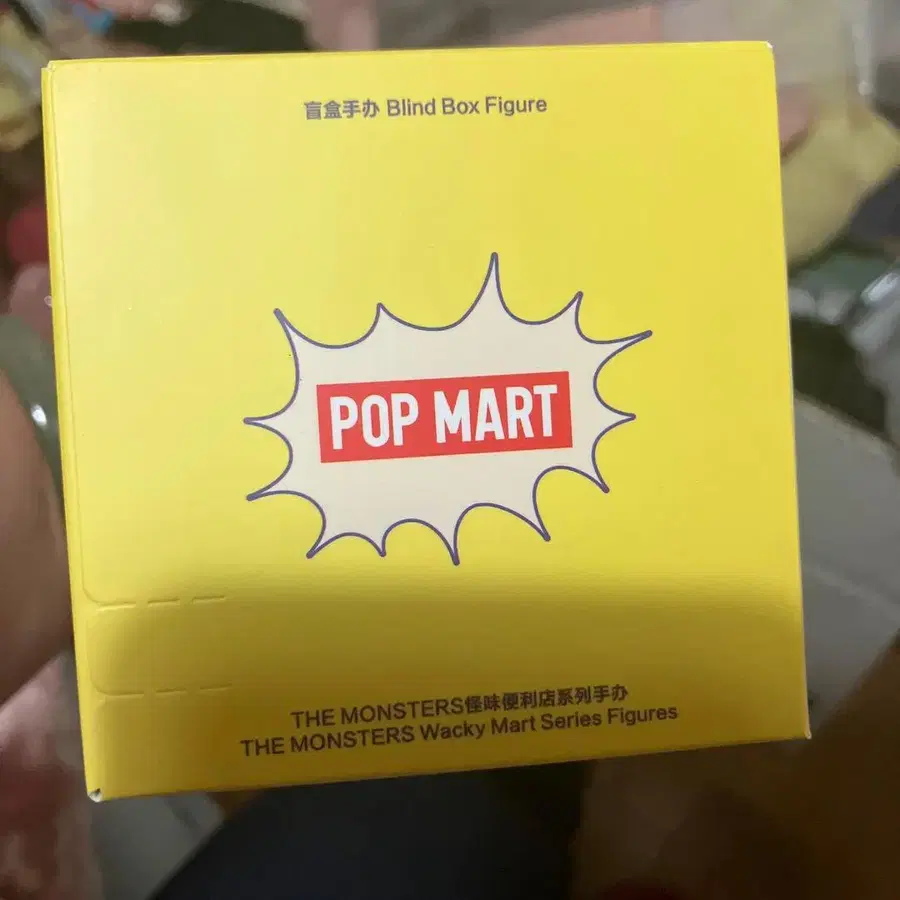 盲盒手办 Blind Box Figure
POP MART
THE MONSTERS怪味便利店系列手办
THE MONSTERS Wacky Mart Series Figures